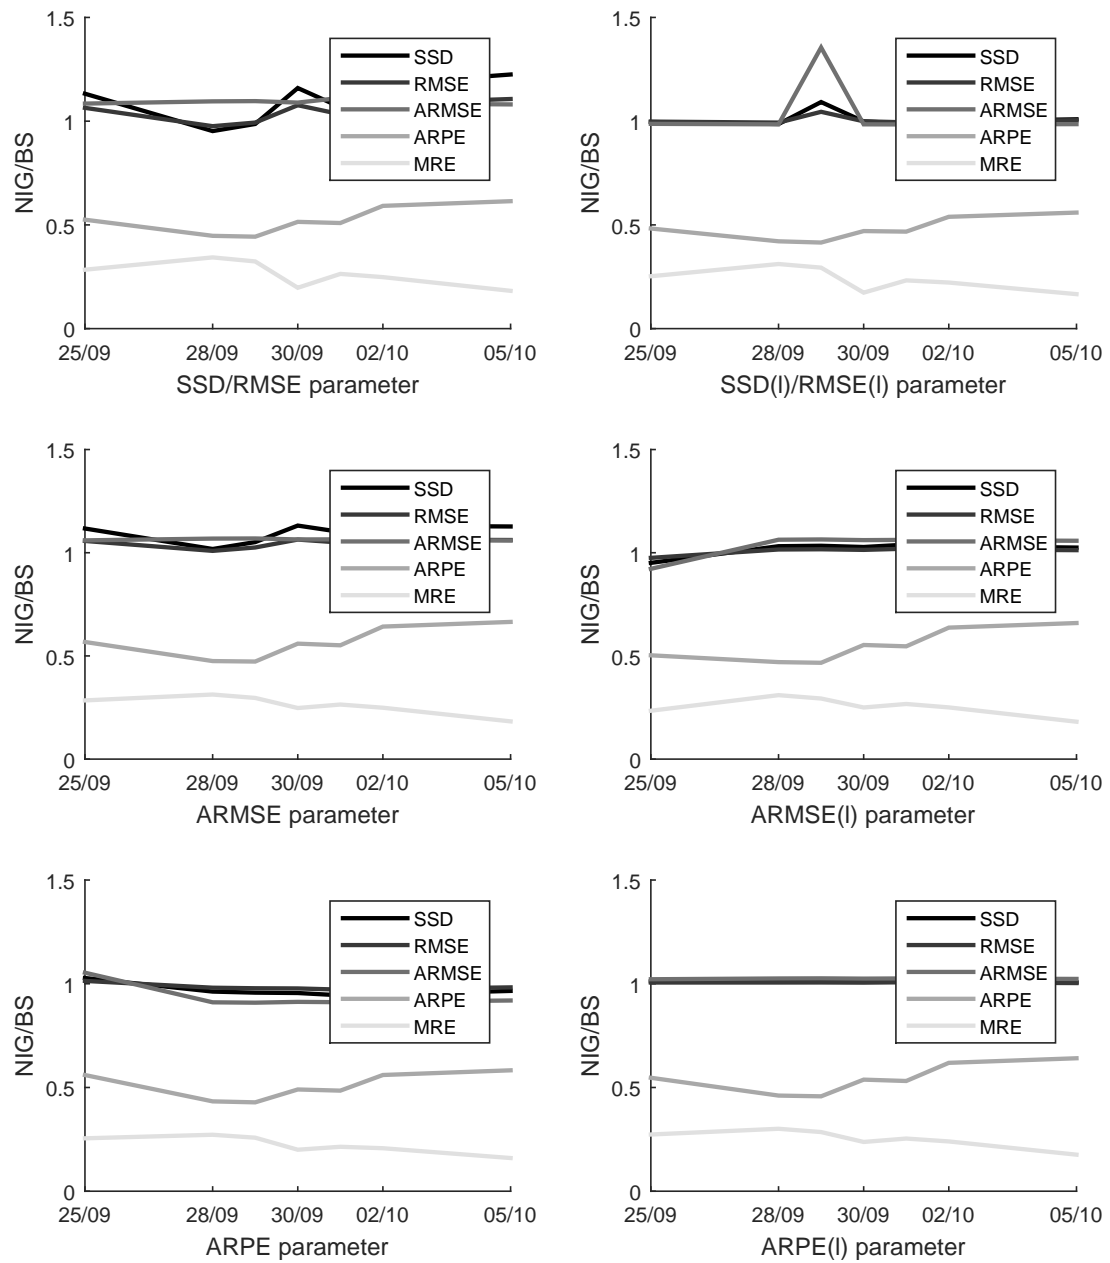 1.5
1
0.5
0
NIG/BS
SSD
RMSE
ARMSE
ARPE
MRE
25/09 28/09 30/09 02/10 05/10
SSD/RMSE parameter
1.5
1
0.5
0
NIG/BS
SSD
RMSE
ARMSE
ARPE
MRE
25/09 28/09 30/09 02/10 05/10
SSD(l)/RMSE(l) parameter
1.5
1
0.5
0
NIG/BS
SSD
RMSE
ARMSE
ARPE
MRE
25/09 28/09 30/09 02/10 05/10
ARMSE parameter
1.5
1
0.5
0
NIG/BS
SSD
RMSE
ARMSE
ARPE
MRE
25/09 28/09 30/09 02/10 05/10
ARMSE(l) parameter
1.5
1
0.5
0
NIG/BS
SSD
RMSE
ARMSE
ARPE
MRE
25/09 28/09 30/09 02/10 05/10
ARPE parameter
1.5
1
0.5
0
NIG/BS
SSD
RMSE
ARMSE
ARPE
MRE
25/09 28/09 30/09 02/10 05/10
ARPE(l) parameter